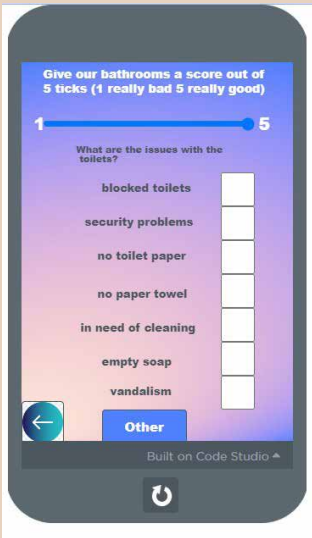 Give our bathrooms a score out of
5 ticks (1 really bad 5 really good)
1 5
What are the issues with the
toilets?
blocked toilets
security problems
no toilet paper
no paper towel
in need of cleaning
empty soap
vandalism
Other
Built on Code Studio